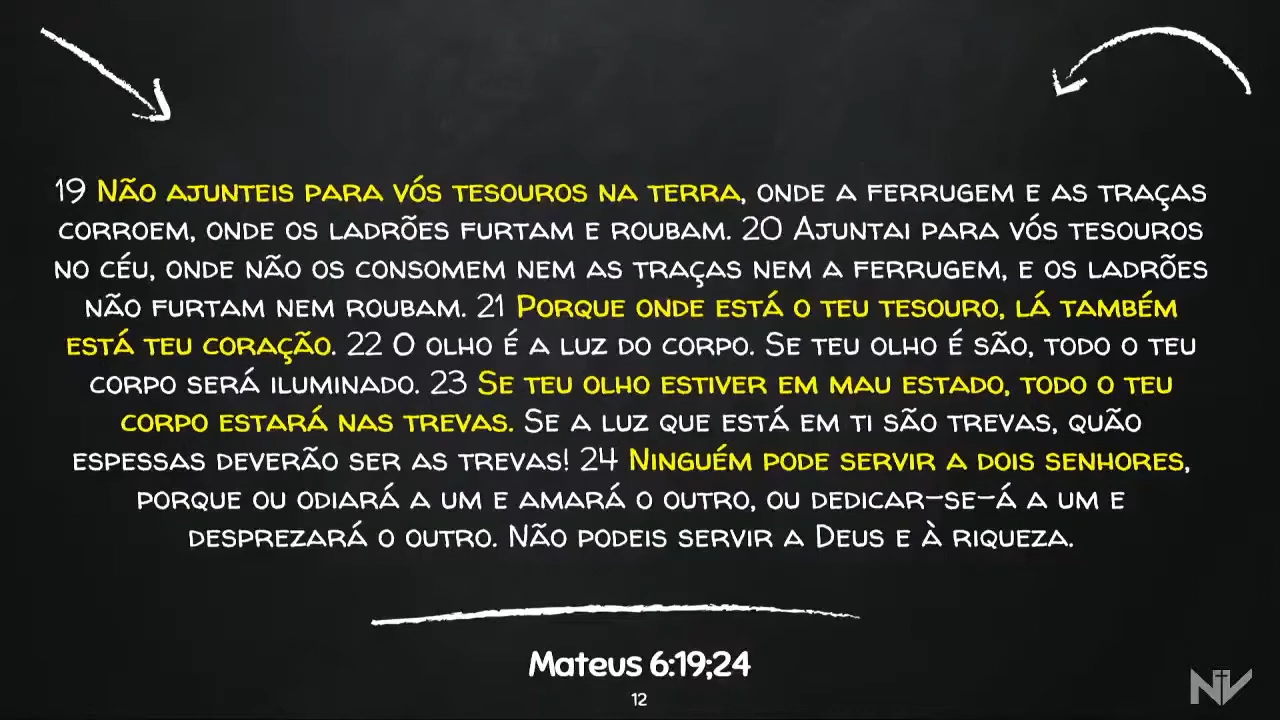 19 Não ajunteis para vós tesouros na terra, onde a ferrugem e as traças
corroem, onde os ladrões furtam e roubam. 20 Ajuntai para vós tesouros
no céu, onde não os consomem nem as traças nem a ferrugem, e os ladrões
não furtam nem roubam. 21 Porque onde está o teu tesouro, lá também
está teu coração. 22 O olho é a luz do corpo. Se teu olho é são, todo o teu
corpo será iluminado. 23 Se teu olho estiver em mau estado, todo o teu
corpo estará nas trevas. Se a luz que está em ti são trevas, quão
espessas deverão ser as trevas! 24 Ninguém pode servir a dois senhores,
porque ou odiará a um e amará o outro, ou dedicar-se-á a um e
desprezará o outro. Não podeis servir a Deus e à riqueza.
Mateus 6:19;24
12
NV